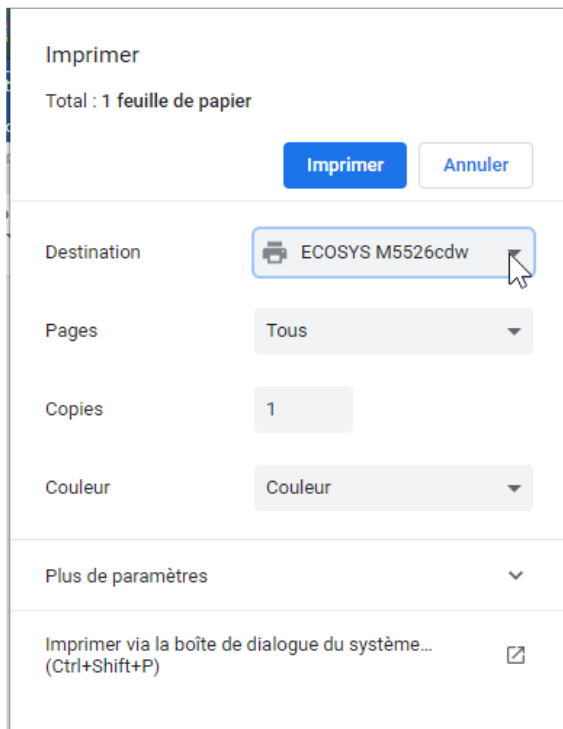 Imprimer
Total : 1 feuille de papier
Imprimer Annuler
Destination ECOSYS M5526cdw
Pages Tous
Copies 1
Couleur Couleur
Plus de paramètres
Imprimer via la boîte de dialogue du système…
(Ctrl+Shift+P)